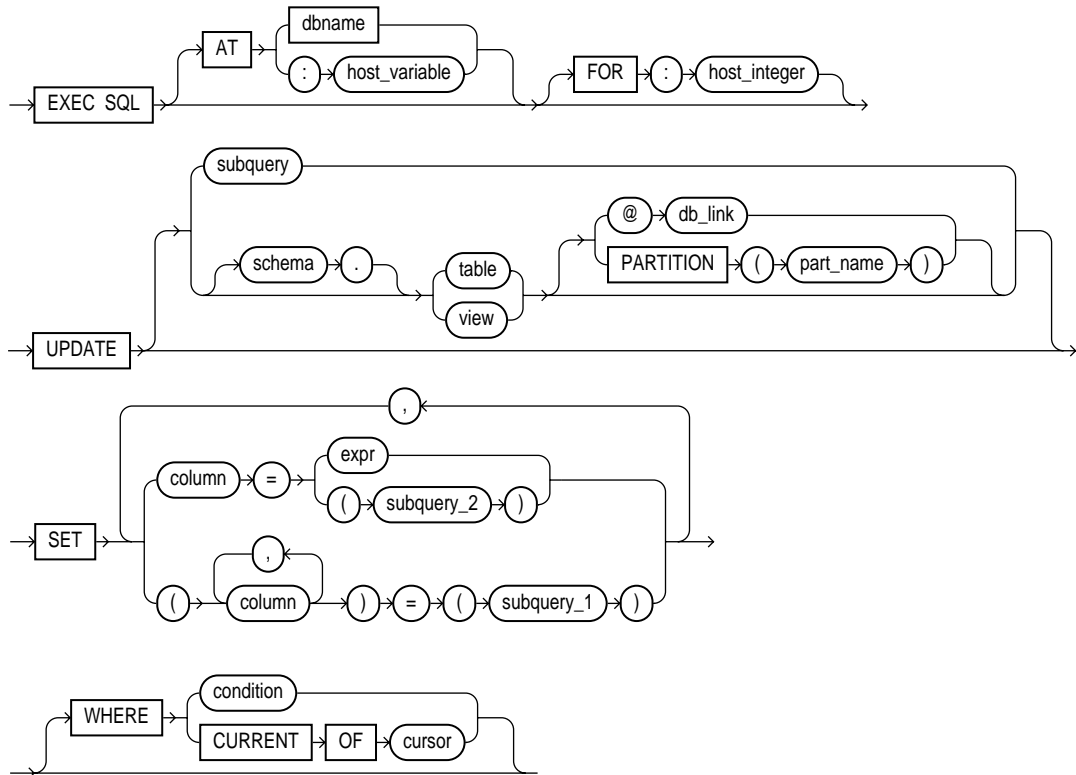 dbname
AT
: host_variable
FOR : host_integer
EXEC SQL
subquery
@ db_link
schema . table
PARTITION ( part_name )
view
UPDATE
,
expr
column =
( subquery_2 )
SET
,
( column ) = ( subquery_1 )
condition
WHERE
CURRENT OF cursor